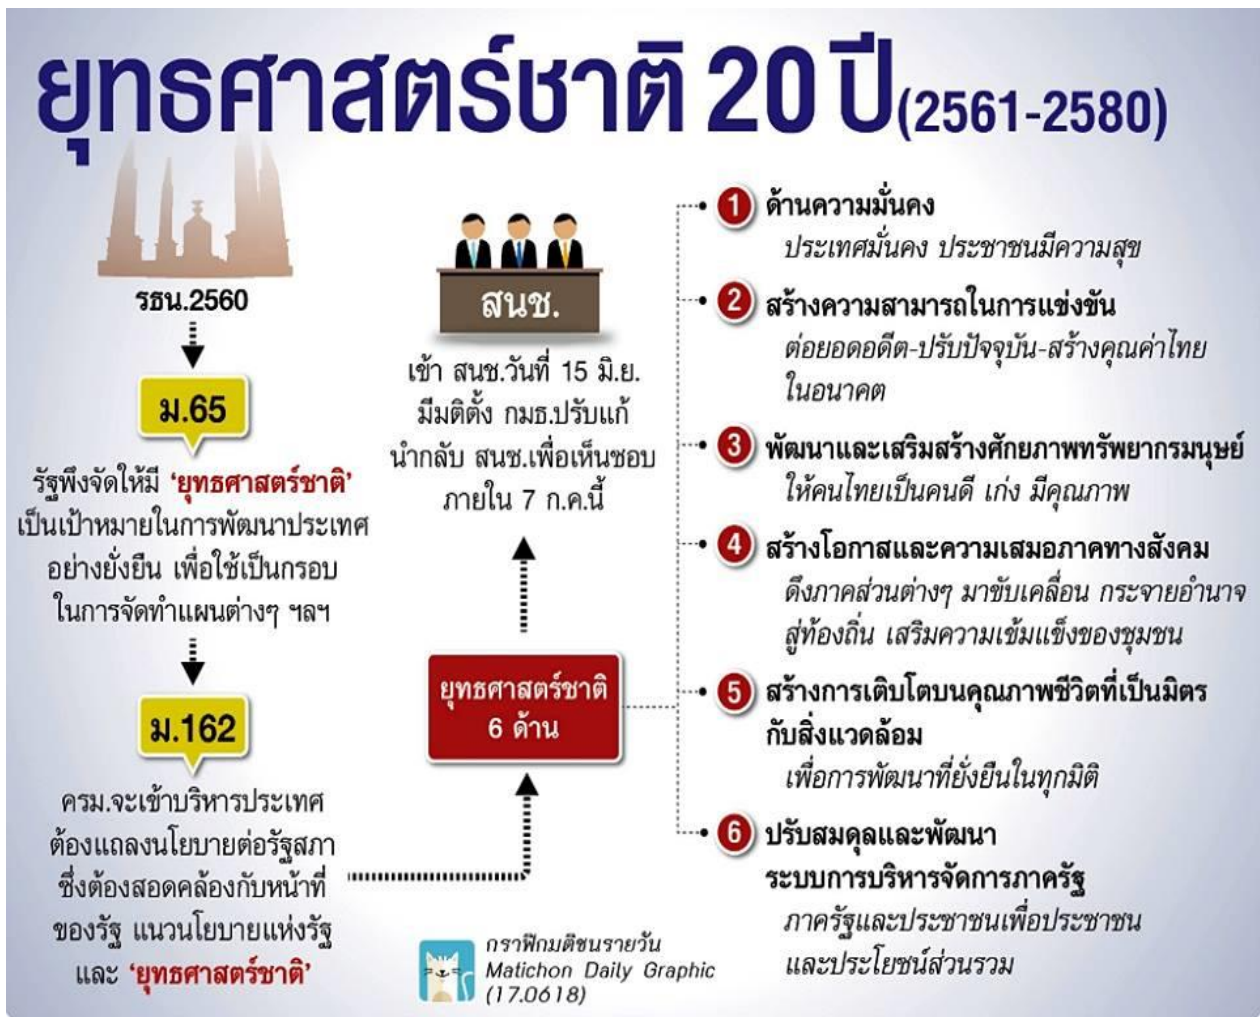 ยุทธศาสตร์ชาติ 20 ปี (2561-2580)
รธน.2560
ม.65
รัฐพึงจัดให้มี ‘ยุทธศาสตร์ชาติ’
เป็นเป้าหมายในการพัฒนาประเทศ
อย่างยั่งยืน เพื่อใช้เป็นกรอบ
ในการจัดทำแผนต่างๆ ฯลฯ
ม.162
ครม.จะเข้าบริหารประเทศ
ต้องแถลงนโยบายต่อรัฐสภา
ซึ่งต้องสอดคล้องกับหน้าที่
ของรัฐ แนวนโยบายแห่งรัฐ
และ ‘ยุทธศาสตร์ชาติ’
สนช.
เข้า สนช.วันที่ 15 มิ.ย.
มีมติตั้ง กมธ.ปรับแก้
นำกลับ สนช.เพื่อเห็นชอบ
ภายใน 7 ก.ค.นี้
ยุทธศาสตร์ชาติ
6 ด้าน
1 ด้านความมั่นคง
ประเทศมั่นคง ประชาชนมีความสุข
2 สร้างความสามารถในการแข่งขัน
ต่อยอดอดีต-ปรับปัจจุบัน-สร้างคุณค่าไทย
ในอนาคต
3 พัฒนาและเสริมสร้างศักยภาพทรัพยากรมนุษย์
ให้คนไทยเป็นคนดี เก่ง มีคุณภาพ
4 สร้างโอกาสและความเสมอภาคทางสังคม
ดึงภาคส่วนต่างๆ มาขับเคลื่อน กระจายอำนาจ
สู่ท้องถิ่น เสริมความเข้มแข็งของชุมชน
5 สร้างการเติบโตบนคุณภาพชีวิตที่เป็นมิตร
กับสิ่งแวดล้อม
เพื่อการพัฒนาที่ยั่งยืนในทุกมิติ
6 ปรับสมดุลและพัฒนา
ระบบการบริหารจัดการภาครัฐ
ภาครัฐและประชาชนเพื่อประชาชน
และประโยชน์ส่วนรวม
กราฟิกมติชนรายวัน
Matichon Daily Graphic
(17.0618)